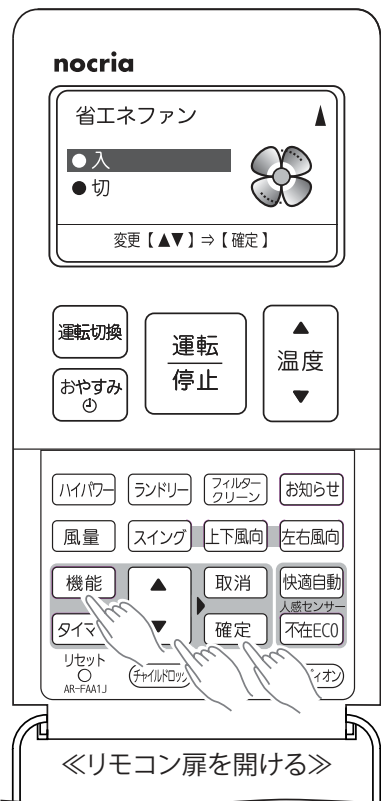 nocria
省エネファン
●入
●切
変更【▲▼】⇒【確定】
運転切換
運転
停止
温度
おやすみ
ハイパワー
ランドリー
フィルター
クリーン
お知らせ
風量
スイング
上下風向
左右風向
機能
取消
快適自動
人感センサー
タイマ
確定
不在ECO
リセット
AR-FAA1J
チャイルドロック
イオン
≪リモコン扉を開ける≫